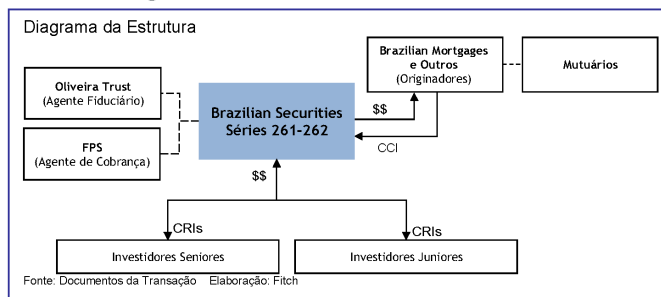 Diagrama da Estrutura
Brazilian Mortgages
e Outros
(Originadores)
Mutuários
Oliveira Trust
(Agente Fiduciário)
Brazilian Securities
Séries 261-262
$$
CCI
FPS
(Agente de Cobrança)
$$
CRIs
CRIs
Investidores Seniores
Investidores Juniores
Fonte: Documentos da Transação    Elaboração: Fitch